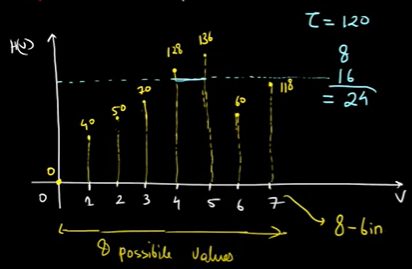 τ = 120
8
16
= 24
H(v)
40
50
70
128
136
60
118
0
0 1 2 3 4 5 6 7 V
8-bin
8 possibile values